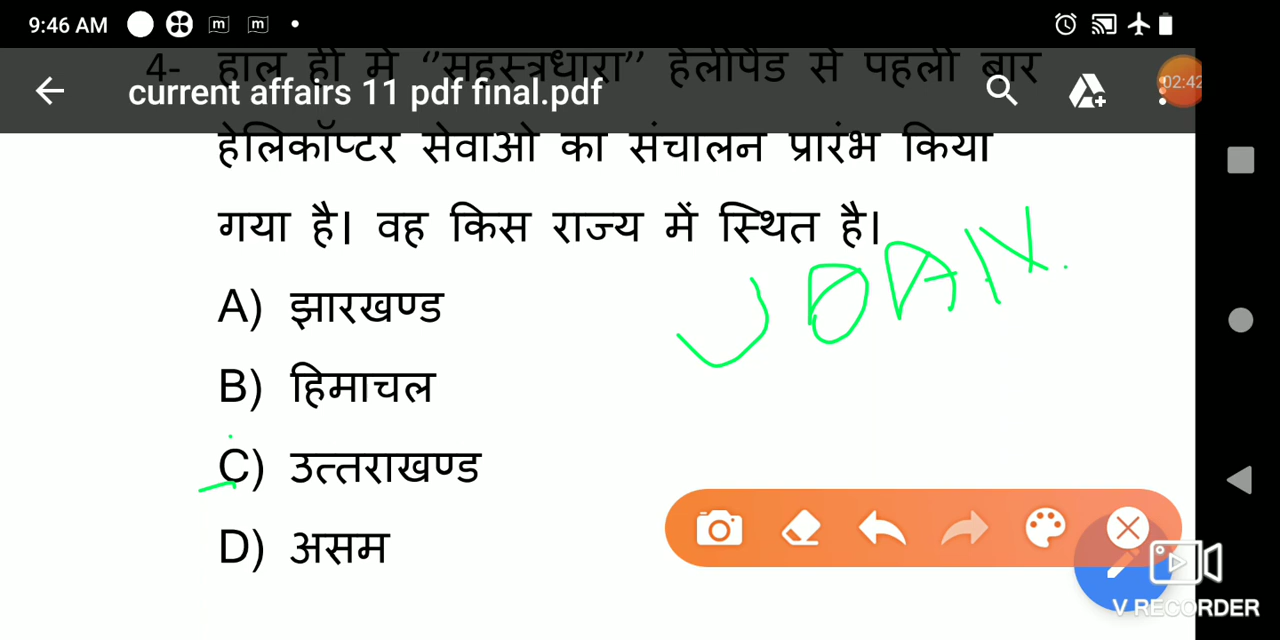 9:46 AM m m
4- हाल ही में "सहस्त्रधारा" हेलीपैड से पहली बार
02:42
current affairs 11 pdf final.pdf
हेलिकॉप्टर सेवाओ का संचालन प्रारंभ किया
गया है। वह किस राज्य में स्थित है।
A) झारखण्ड
B) हिमाचल
C) उत्तराखण्ड
D) असम
V RECORDER